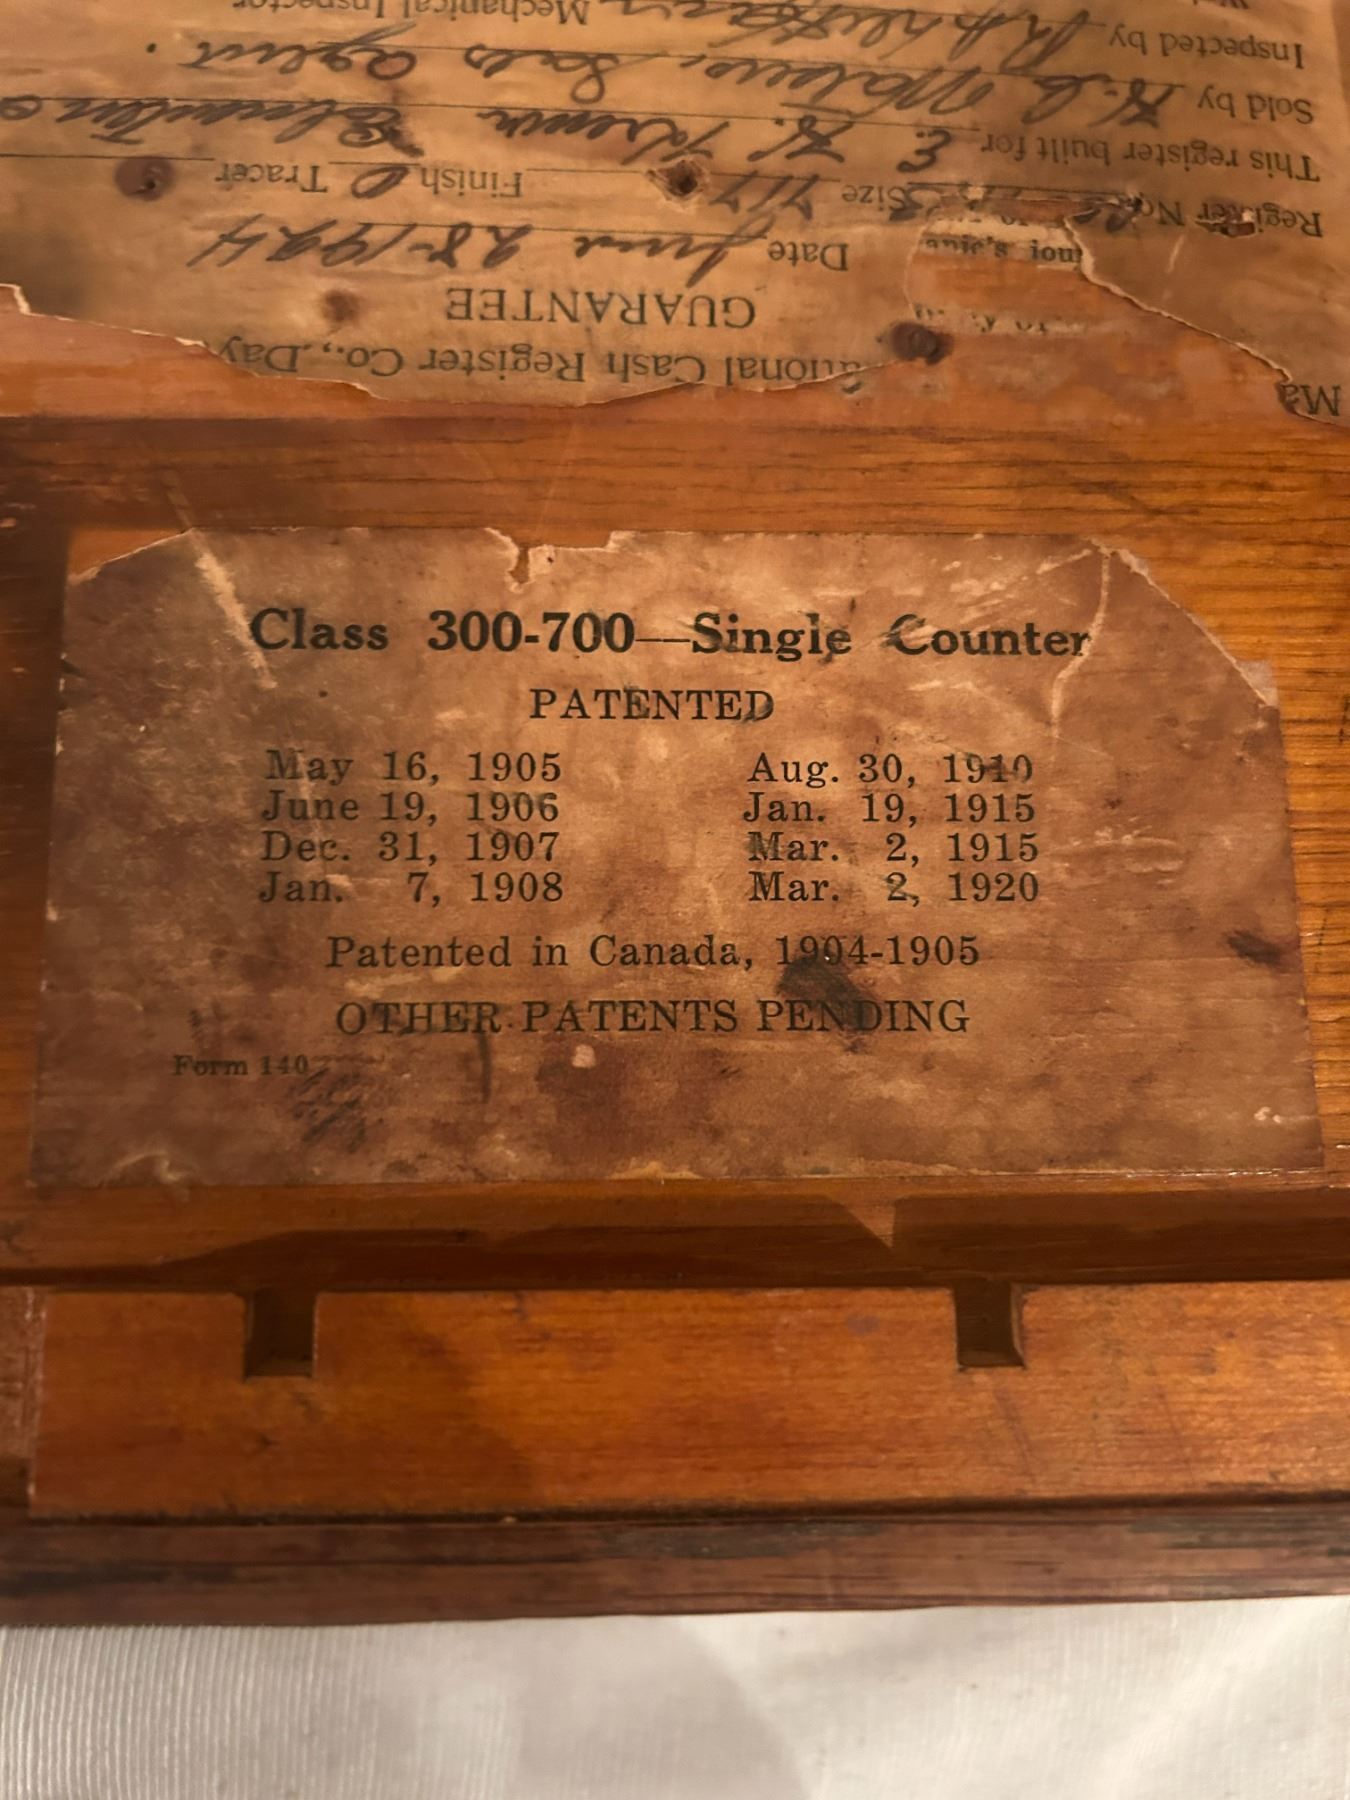 Class 300-700—Single Counter
PATENTED
May 16, 1905 Aug. 30, 1910
June 19, 1906 Jan. 19, 1915
Dec. 31, 1907 Mar. 2, 1915
Jan. 7, 1908 Mar. 2, 1920
Patented in Canada, 1904-1905
OTHER PATENTS PENDING
Form 140
Ma
ational Cash Register Co., Day
GUARANTEE
Date June 28-1924
Register No. Size 717 Finish O Tracer
This register built for E. H.
Sold by Sales agent.
Inspected by Mechanical Inspector